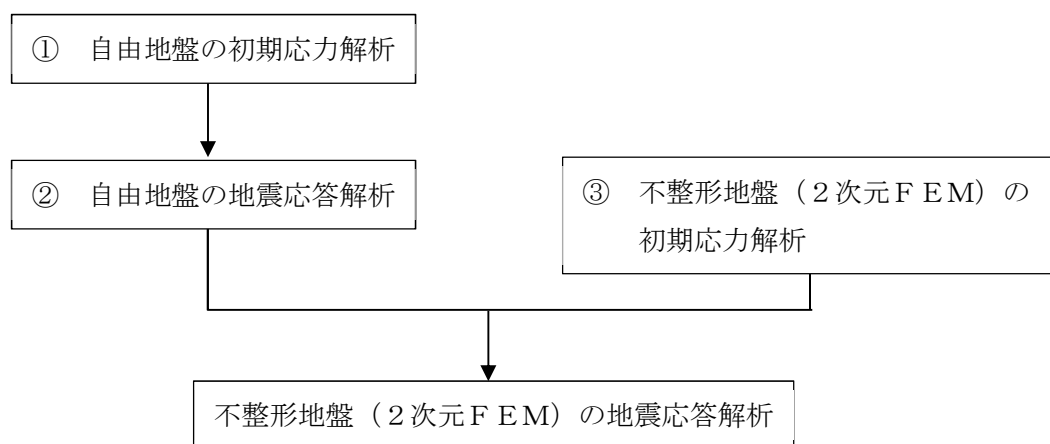 ① 自由地盤の初期応力解析
② 自由地盤の地震応答解析
③ 不整形地盤（２次元ＦＥＭ）の
初期応力解析
不整形地盤（２次元ＦＥＭ）の地震応答解析